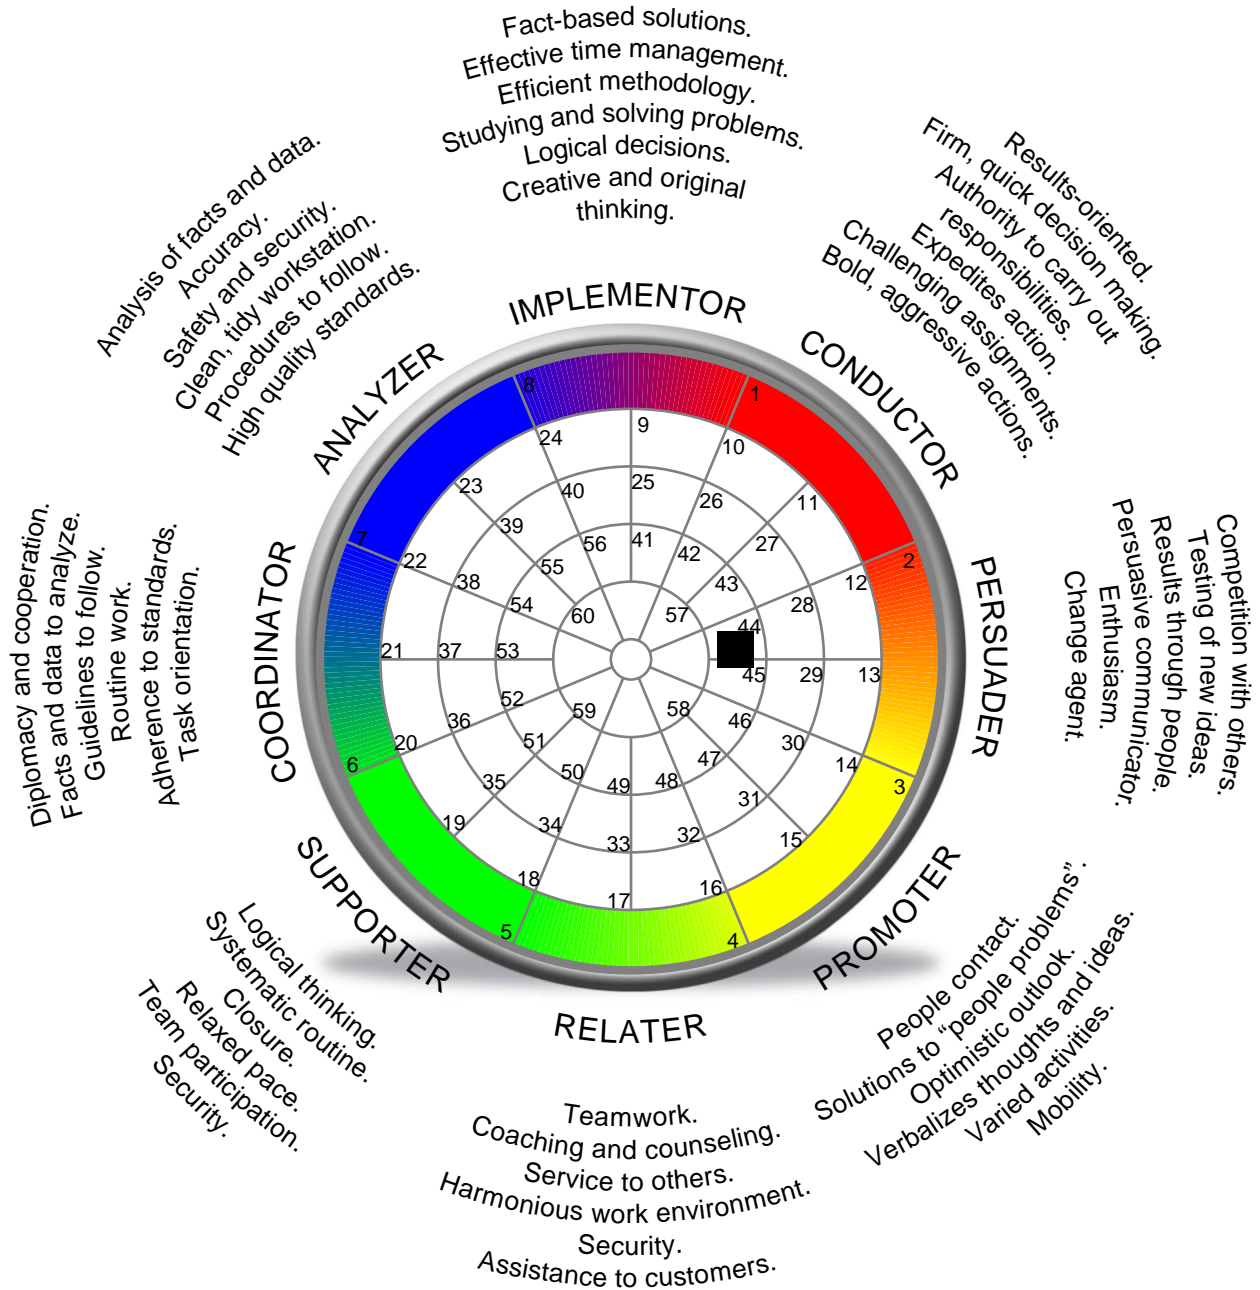 Fact-based solutions.
Effective time management.
Efficient methodology.
Studying and solving problems.
Logical decisions.
Creative and original
thinking.
IMPLEMENTOR
Results-oriented.
Firm, quick decision making.
Authority to carry out
responsibilities.
Expedites action.
Challenging assignments.
Bold, aggressive actions.
CONDUCTOR
Competition with others.
Testing of new ideas.
Results through people.
Persuasive communicator.
Enthusiasm.
Change agent.
PERSUADER
People contact.
Solutions to “people problems”.
Optimistic outlook.
Verbalizes thoughts and ideas.
Varied activities.
Mobility.
PROMOTER
RELATER
Teamwork.
Coaching and counseling.
Service to others.
Harmonious work environment.
Security.
Assistance to customers.
SUPPORTER
Logical thinking.
Systematic routine.
Closure.
Relaxed pace.
Team participation.
Security.
COORDINATOR
Diplomacy and cooperation.
Facts and data to analyze.
Guidelines to follow.
Routine work.
Adherence to standards.
Task orientation.
ANALYZER
Analysis of facts and data.
Accuracy.
Safety and security.
Clean, tidy workstation.
Procedures to follow.
High quality standards.
1
2
3
4
5
6
7
8
9
10
11
12
13
14
15
16
17
18
19
20
21
22
23
24
25
26
27
28
29
30
31
32
33
34
35
36
37
38
39
40
41
42
43
44
45
46
47
48
49
50
51
52
53
54
55
56
57
58
59
60